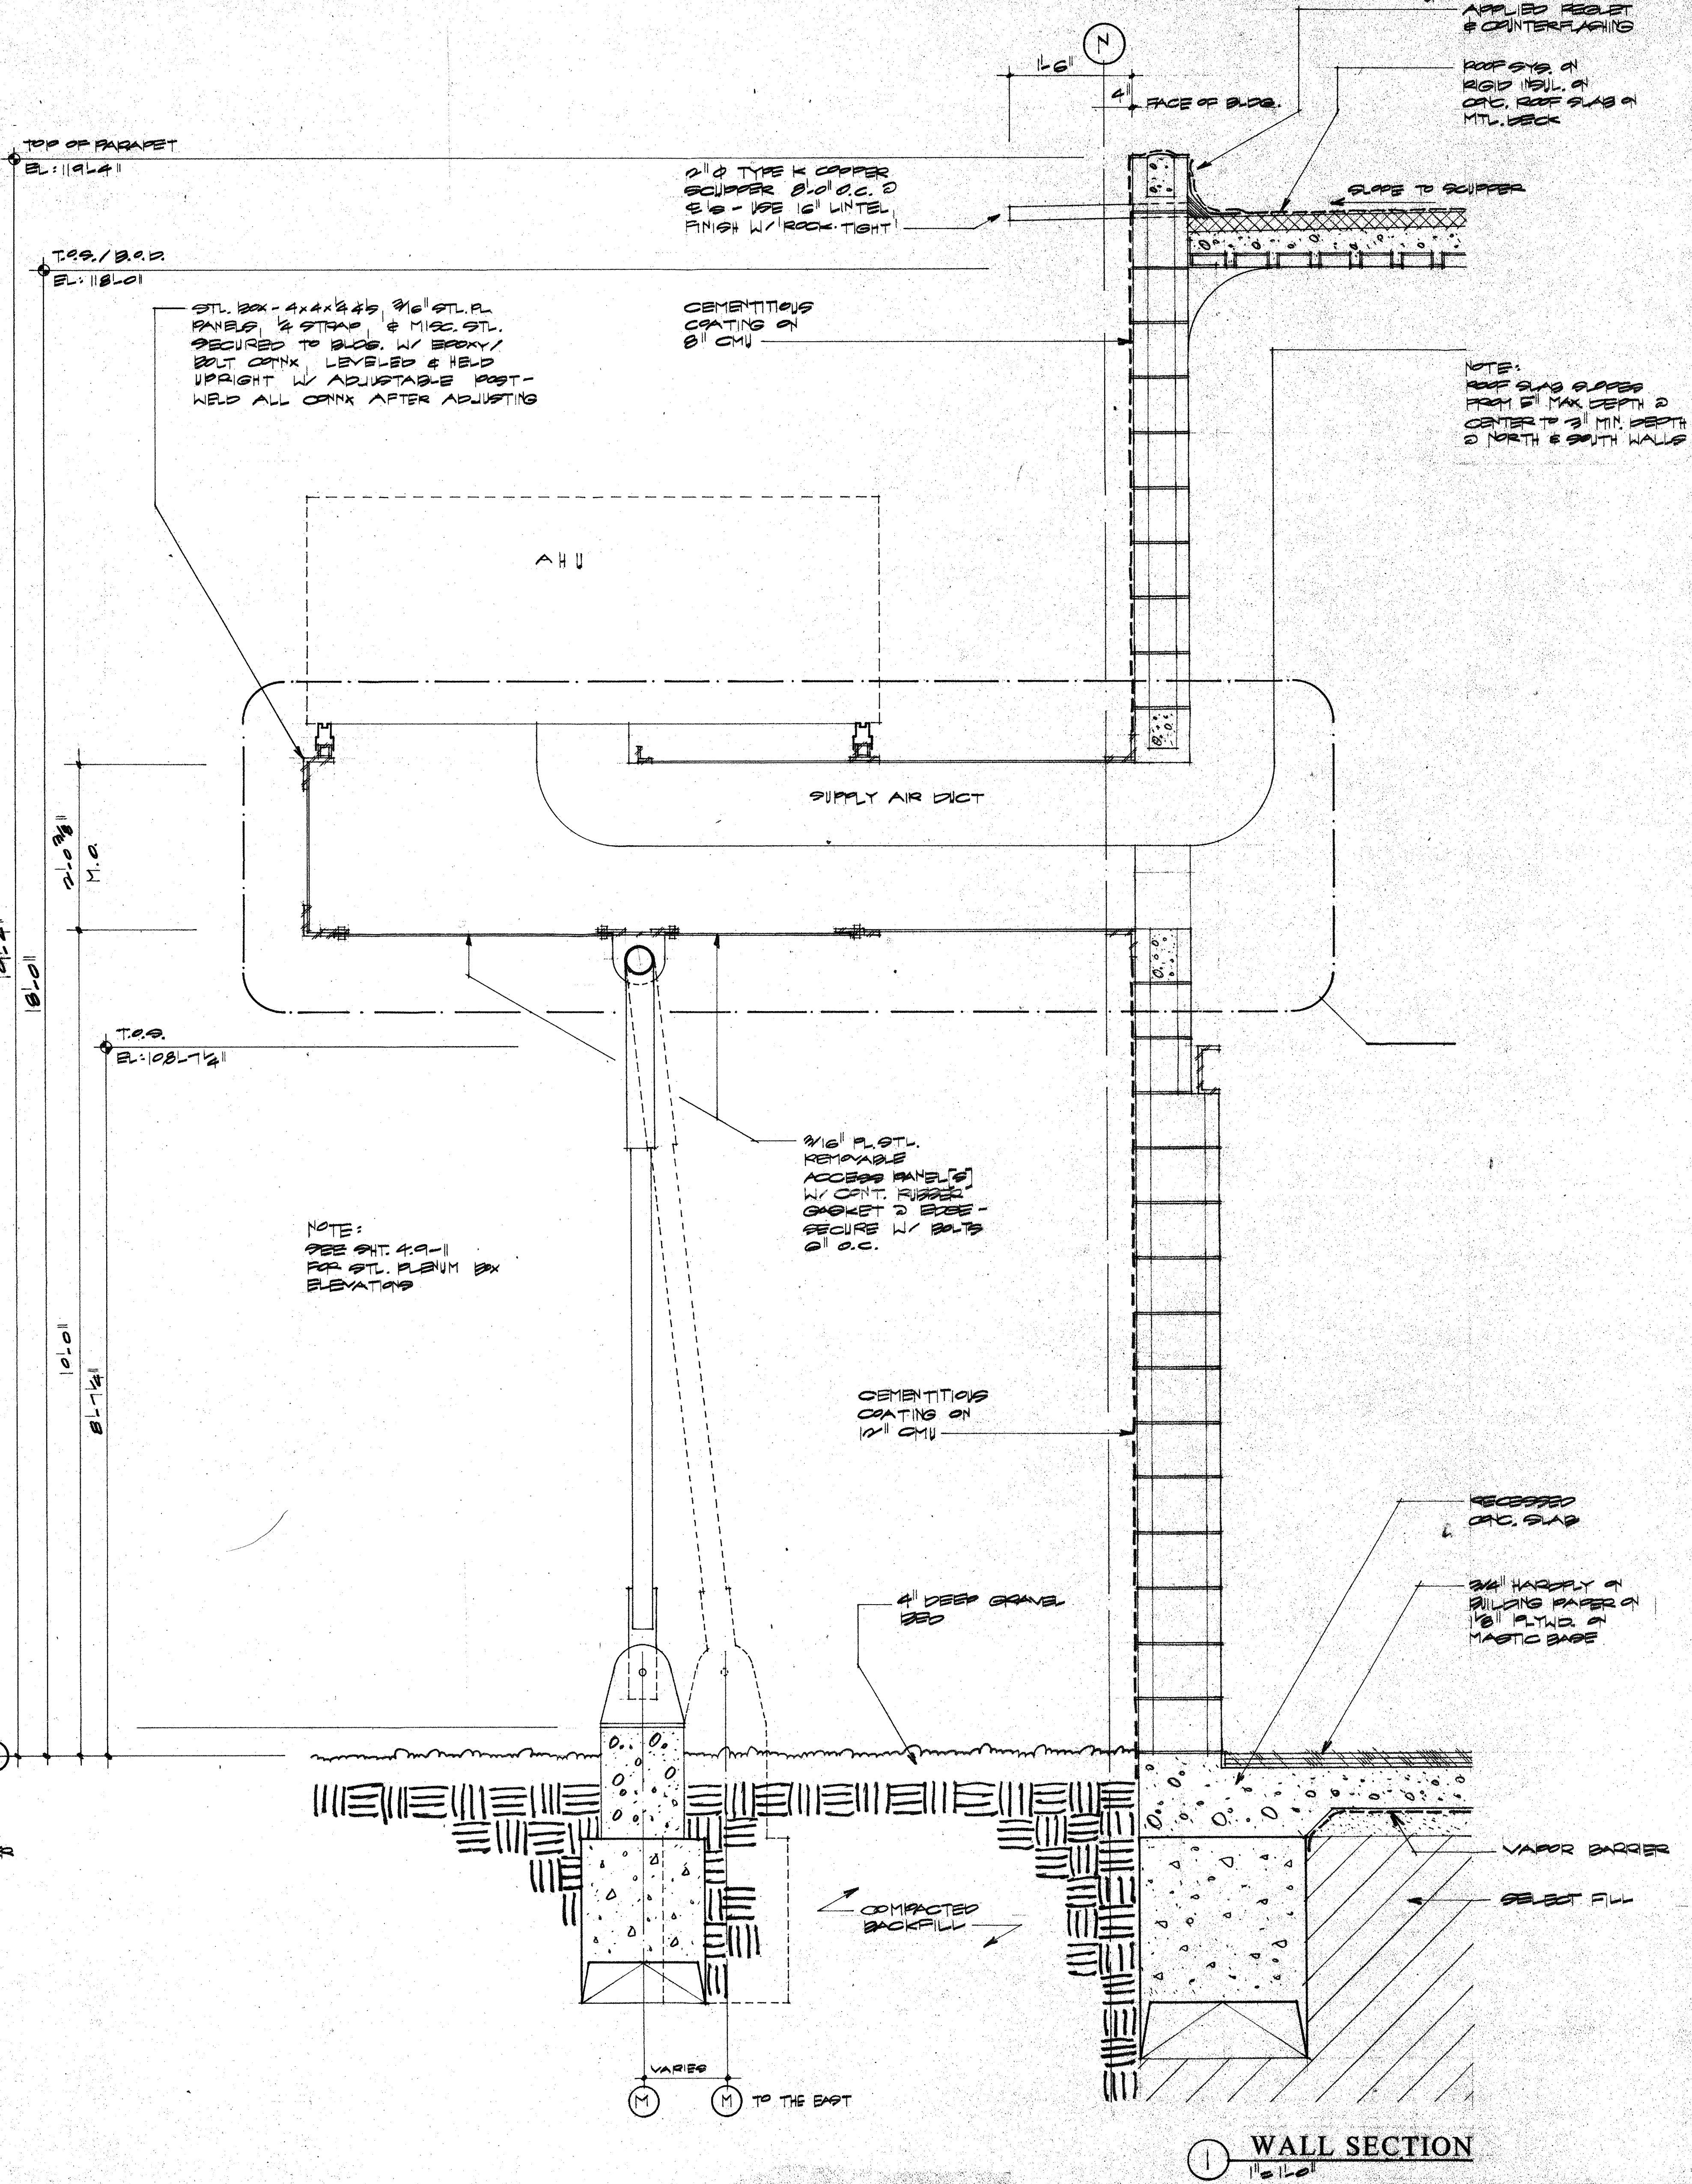 APPLIED REGLET
& COUNTERFLASHING
N
1'-6"
4"
FACE OF BLDG.
ROOF SYS. ON
RIGID INSUL. ON
CONC. ROOF SLAB ON
MTL. DECK
TOP OF PARAPET
EL: 119'-4"
2" Φ TYPE K COPPER
SCUPPER 8'-0" O.C. @
- USE 16" LINTEL
FINISH W/ ROCK-TIGHT
SLOPE TO SCUPPER
T.O.S. / B.O.D.
EL: 118'-0"
STL. BOX - 4x4x1/4 3/16" STL. PL
PANELS, 1/4 STRAP, & MISC. STL.
SECURED TO BLDG. W/ EPOXY/
BOLT CONNX, LEVELED & HELD
UPRIGHT W/ ADJUSTABLE POST-
WELD ALL CONNX AFTER ADJUSTING
CEMENTITIOUS
COATING ON
8" CMU
NOTE:
ROOF SLAB SLOPES
FROM 5" MAX. DEPTH @
CENTER TO 3" MIN. DEPTH
@ NORTH & SOUTH WALLS
AHU
SUPPLY AIR DUCT
2'-0 3/8"
M.O.
19'-4"
18'-0"
T.O.S.
EL: 108'-7 1/4"
3/16" PL. STL.
REMOVABLE
ACCESS PANEL[S]
W/ CONT. RUBBER
GASKET @ EDGE -
SECURE W/ BOLTS
6" O.C.
NOTE:
SEE SHT. 4.9-11
FOR STL. PLENUM BOX
ELEVATIONS
10'-0"
8'-7 1/4"
CEMENTITIOUS
COATING ON
12" CMU
RECESSED
CONC. SLAB
4" DEEP GRAVEL
BED
3/4" HARDPLY ON
BUILDING PAPER ON
1 1/8" PLYWD. ON
MASTIC BASE
VAPOR BARRIER
SELECT FILL
COMPACTED
BACKFILL
VARIES
M
M
TO THE EAST
1
WALL SECTION
1"=1'-0"